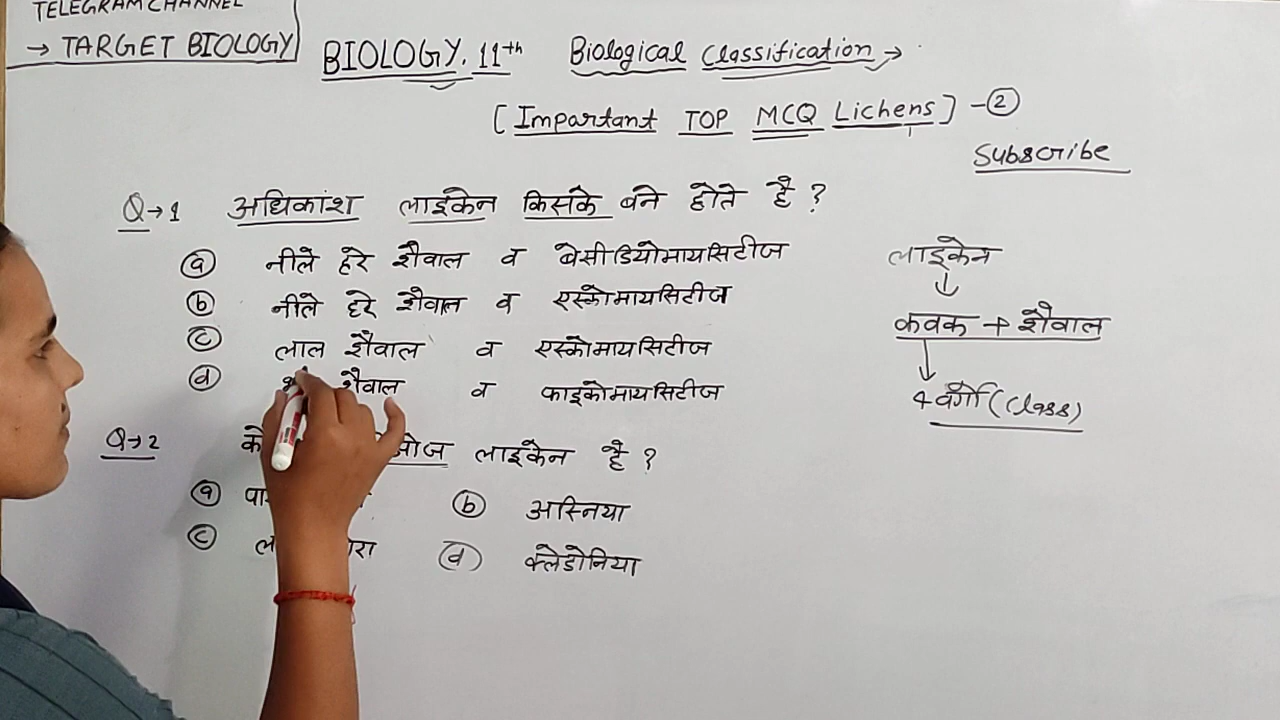 TELEGRAM CHANNEL
→ TARGET BIOLOGY
BIOLOGY. 11th Biological Classification →
[Impartant TOP MCQ Lichens] -②
Subscribe
Q→1 अधिकांश लाइकेन किसके बने होते है ?
ⓐ नीले हरे शैवाल व बेसीडियोमायसिटीज
ⓑ नीले हरे शैवाल व एस्कोमायसिटीज
ⓒ लाल शैवाल व एस्कोमायसिटीज
ⓓ शैवाल व फाइकोमायसिटीज
लाइकेन
↓
कवक + शैवाल
↓
4 वर्गो (Class)
Q→2 लाइकेन है ?
ⓐ ⓑ अस्निया
ⓒ ⓓ क्लेडोनिया